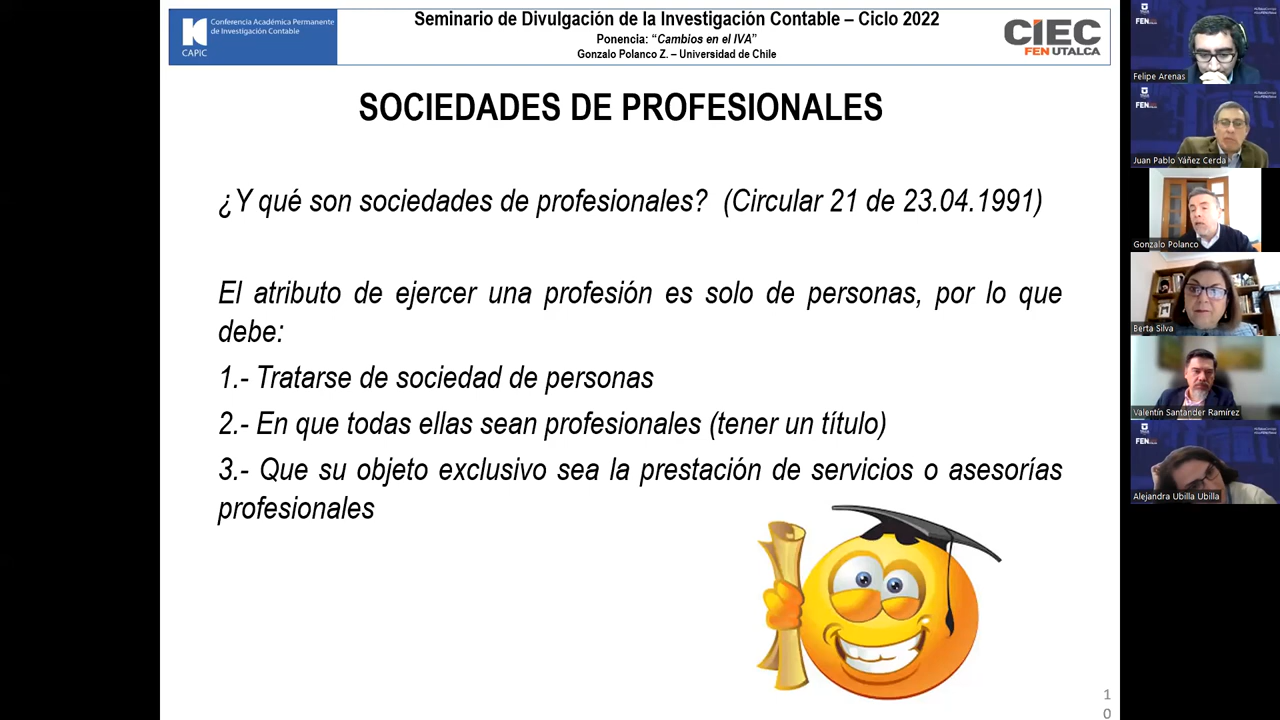 CAPIC
Conferencia Académica Permanente
de Investigación Contable
Seminario de Divulgación de la Investigación Contable – Ciclo 2022
Ponencia: “Cambios en el IVA”
Gonzalo Polanco Z. – Universidad de Chile
CIEC
FEN UTALCA
SOCIEDADES DE PROFESIONALES
¿Y qué son sociedades de profesionales? (Circular 21 de 23.04.1991)
El atributo de ejercer una profesión es solo de personas, por lo que
debe:
1.- Tratarse de sociedad de personas
2.- En que todas ellas sean profesionales (tener un título)
3.- Que su objeto exclusivo sea la prestación de servicios o asesorías
profesionales
1
0
FEN
Felipe Arenas
FEN
Juan Pablo Yáñez Cerda
Gonzalo Polanco
Berta Silva
Valentín Santander Ramírez
FEN
Alejandra Ubilla Ubilla